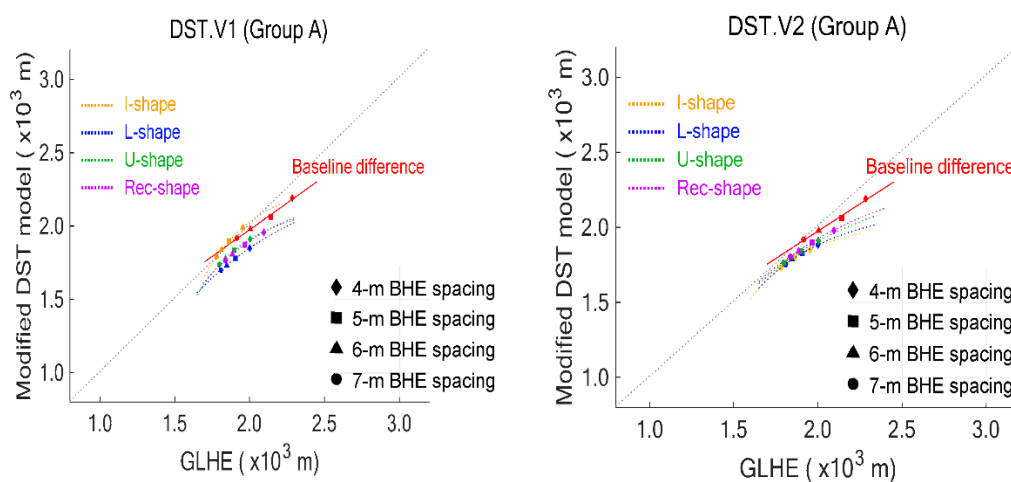 DST.V1 (Group A)
Modified DST model ( x10³ m)
3.0
2.5
2.0
1.5
1.0
I-shape
L-shape
U-shape
Rec-shape
Baseline difference
4-m BHE spacing
5-m BHE spacing
6-m BHE spacing
7-m BHE spacing
1.0 1.5 2.0 2.5 3.0
GLHE ( x10³ m)
DST.V2 (Group A)
Modified DST model ( x10³ m)
3.0
2.5
2.0
1.5
1.0
I-shape
L-shape
U-shape
Rec-shape
Baseline difference
4-m BHE spacing
5-m BHE spacing
6-m BHE spacing
7-m BHE spacing
1.0 1.5 2.0 2.5 3.0
GLHE ( x10³ m)